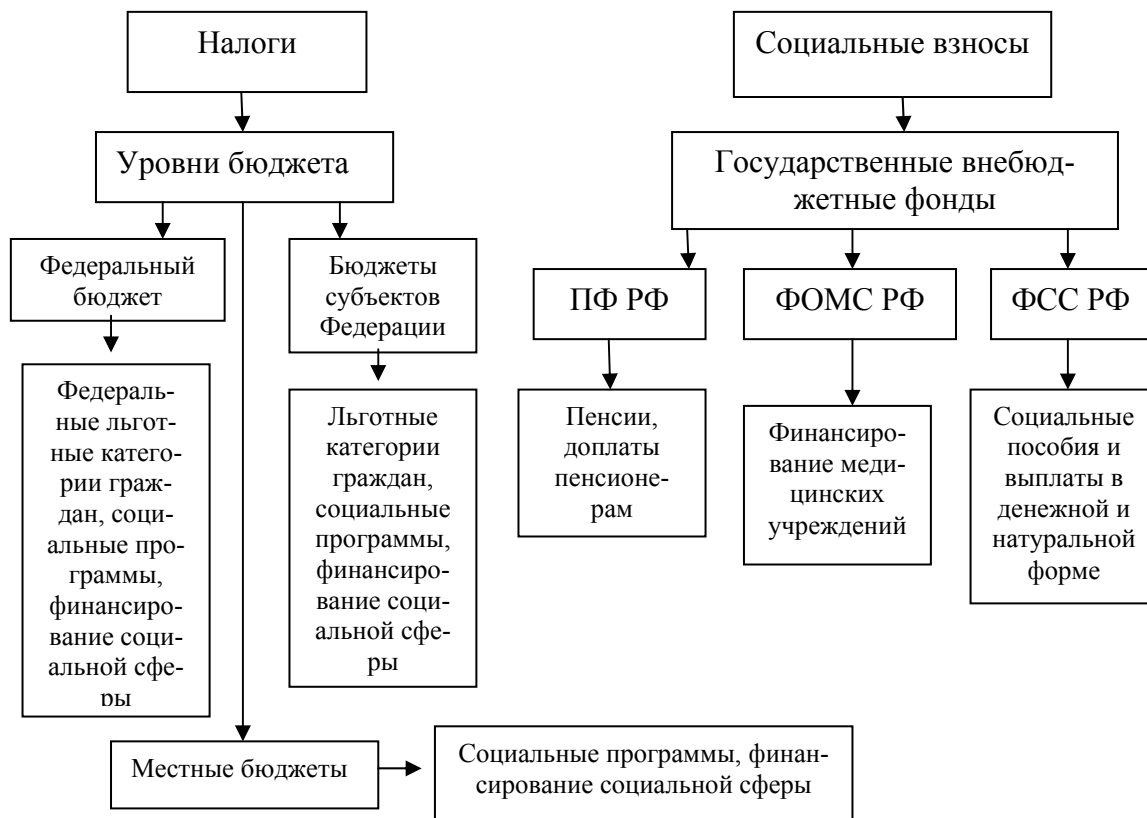 Налоги
Социальные взносы
Уровни бюджета
Государственные внебюд-
жетные фонды
Федеральный
бюджет
Бюджеты
субъектов
Федерации
ПФ РФ
ФОМС РФ
ФСС РФ
Федераль-
ные льгот-
ные катего-
рии граж-
дан, соци-
альные про-
граммы,
финансиро-
вание соци-
альной сфе-
ры
Льготные
категории
граждан,
социальные
программы,
финансиро-
вание соци-
альной сфе-
ры
Пенсии,
доплаты
пенсионе-
рам
Финансиро-
вание меди-
цинских
учреждений
Социальные
пособия и
выплаты в
денежной и
натуральной
форме
Местные бюджеты
Социальные программы, финан-
сирование социальной сферы